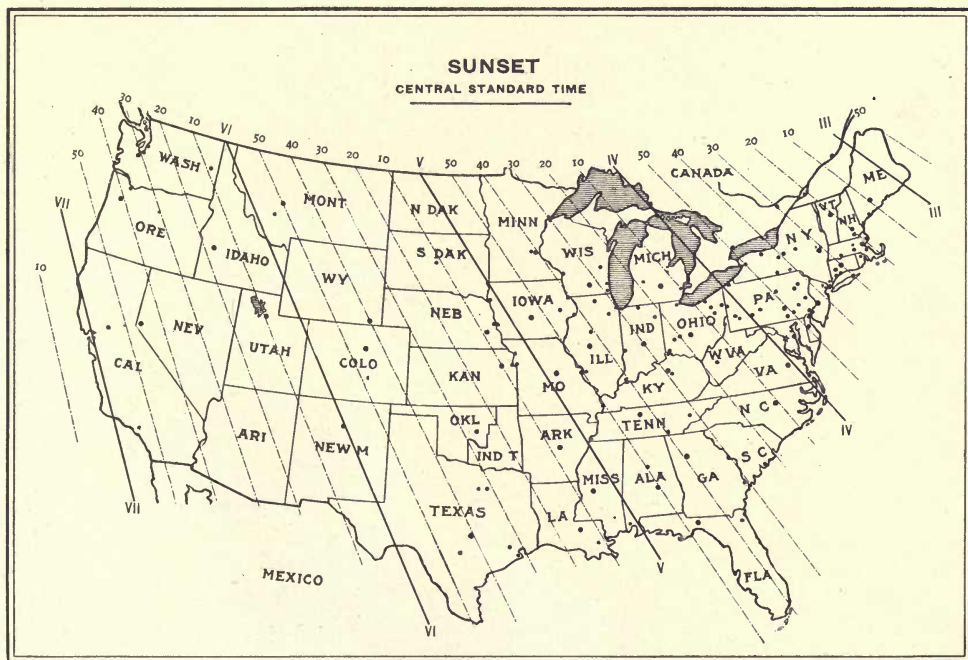 SUNSET
CENTRAL STANDARD TIME
50 40 30 20 10 VI 50 40 20 10 V 50 40 30 20 10 IV 50 40 30 20 10 III 50
CANADA
WASH
MONT
N DAK
MINN
ME
VT
NH
III
VII
ORE
IDAHO
S DAK
WIS
MICH
N Y
10
WY
IOWA
PA
NEV
NEB
ILL
IND
OHIO
CAL
UTAH
COLO
KAN
MO
W VA
VA
KY
ARI
NEW M
OKL
IND T
ARK
TENN
N C
IV
S C
MISS
ALA
GA
VII
TEXAS
LA
V
FLA
MEXICO
VI